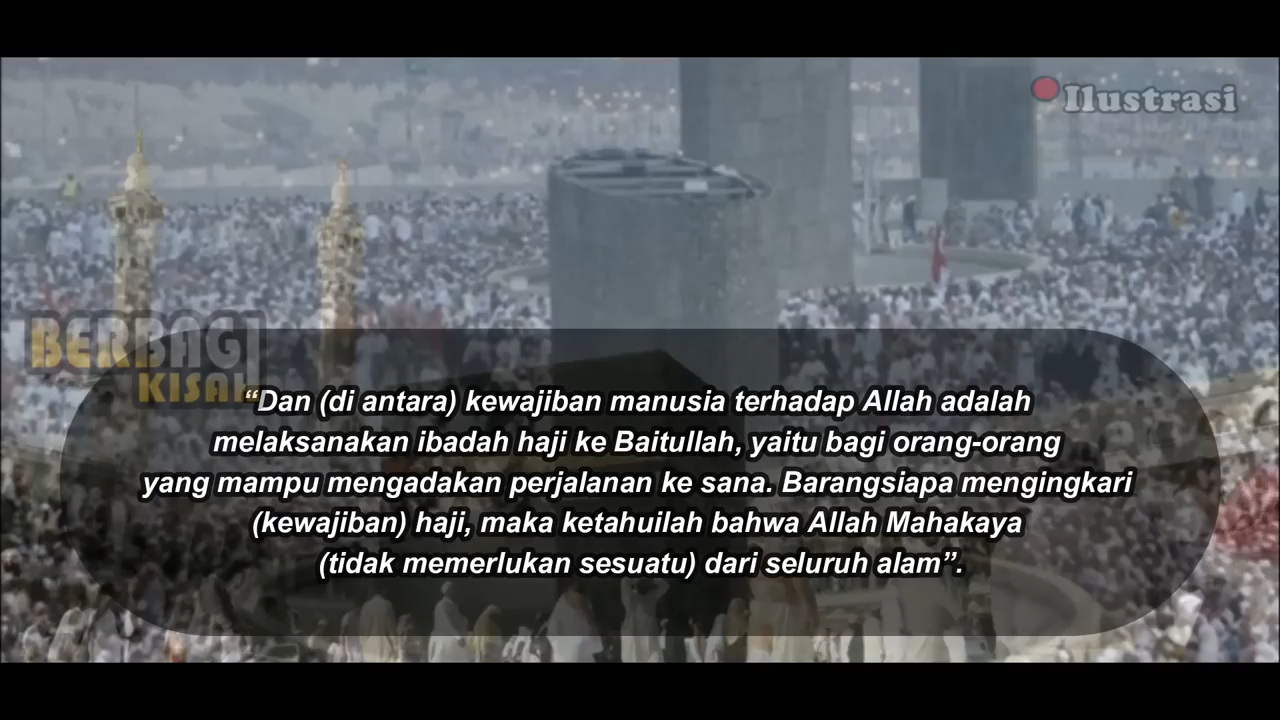 Ilustrasi
BERBAGI
KISAH
“Dan (di antara) kewajiban manusia terhadap Allah adalah
melaksanakan ibadah haji ke Baitullah, yaitu bagi orang-orang
yang mampu mengadakan perjalanan ke sana. Barangsiapa mengingkari
(kewajiban) haji, maka ketahuilah bahwa Allah Mahakaya
(tidak memerlukan sesuatu) dari seluruh alam”.